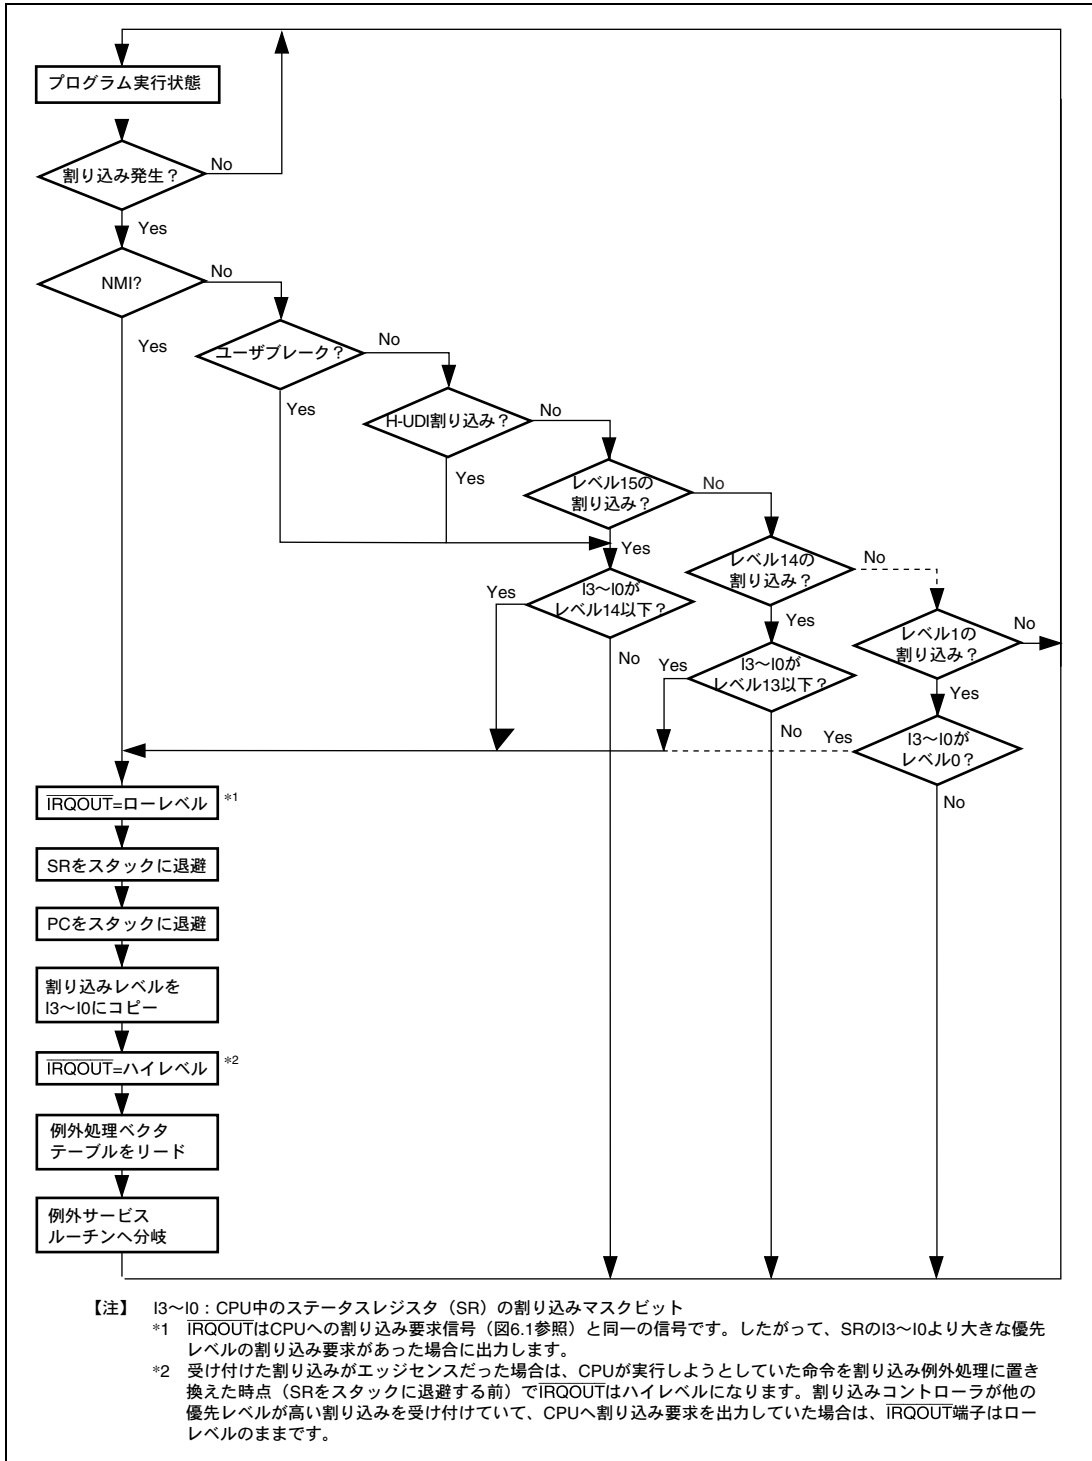 プログラム実行状態
割り込み発生？
No
Yes
NMI?
No
Yes
ユーザブレーク？
No
Yes
H-UDI割り込み？
No
Yes
レベル15の
割り込み？
No
Yes
レベル14の
割り込み？
No
Yes
レベル1の
割り込み？
No
Yes
I3～I0が
レベル14以下？
Yes
No
I3～I0が
レベル13以下？
Yes
No
I3～I0が
レベル0？
Yes
No
IRQOUT=ローレベル *1
SRをスタックに退避
PCをスタックに退避
割り込みレベルを
I3～I0にコピー
IRQOUT=ハイレベル *2
例外処理ベクタ
テーブルをリード
例外サービス
ルーチンへ分岐
【注】 I3～I0：CPU中のステータスレジスタ（SR）の割り込みマスクビット
*1 IRQOUTはCPUへの割り込み要求信号（図6.1参照）と同一の信号です。したがって、SRのI3～I0より大きな優先
レベルの割り込み要求があった場合に出力します。
*2 受け付けた割り込みがエッジセンスだった場合は、CPUが実行しようとしていた命令を割り込み例外処理に置き
換えた時点（SRをスタックに退避する前）でIRQOUTはハイレベルになります。割り込みコントローラが他の
優先レベルが高い割り込みを受け付けていて、CPUへ割り込み要求を出力していた場合は、IRQOUT端子はロー
レベルのままです。